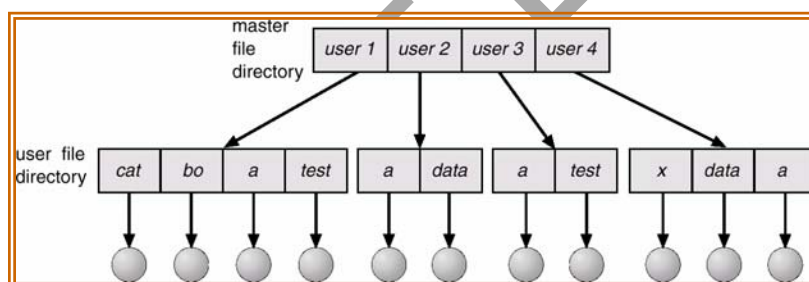 master
file
directory
user 1 user 2 user 3 user 4
user file
directory
cat bo a test a data a test x data a